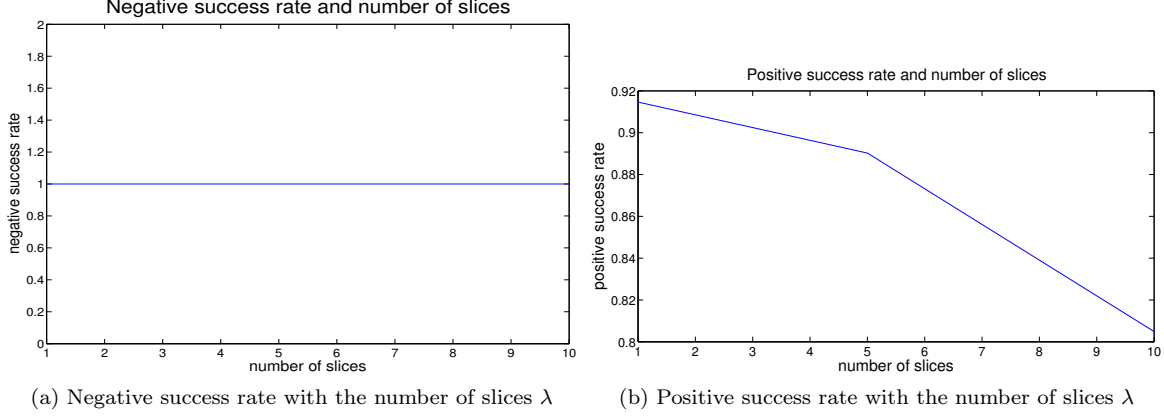 Negative success rate and number of slices
2
1.8
1.6
1.4
1.2
1
0.8
0.6
0.4
0.2
0
negative success rate
1 2 3 4 5 6 7 8 9 10
number of slices
(a) Negative success rate with the number of slices λ
Positive success rate and number of slices
0.92
0.9
0.88
0.86
0.84
0.82
0.8
positive success rate
1 2 3 4 5 6 7 8 9 10
number of slices
(b) Positive success rate with the number of slices λ